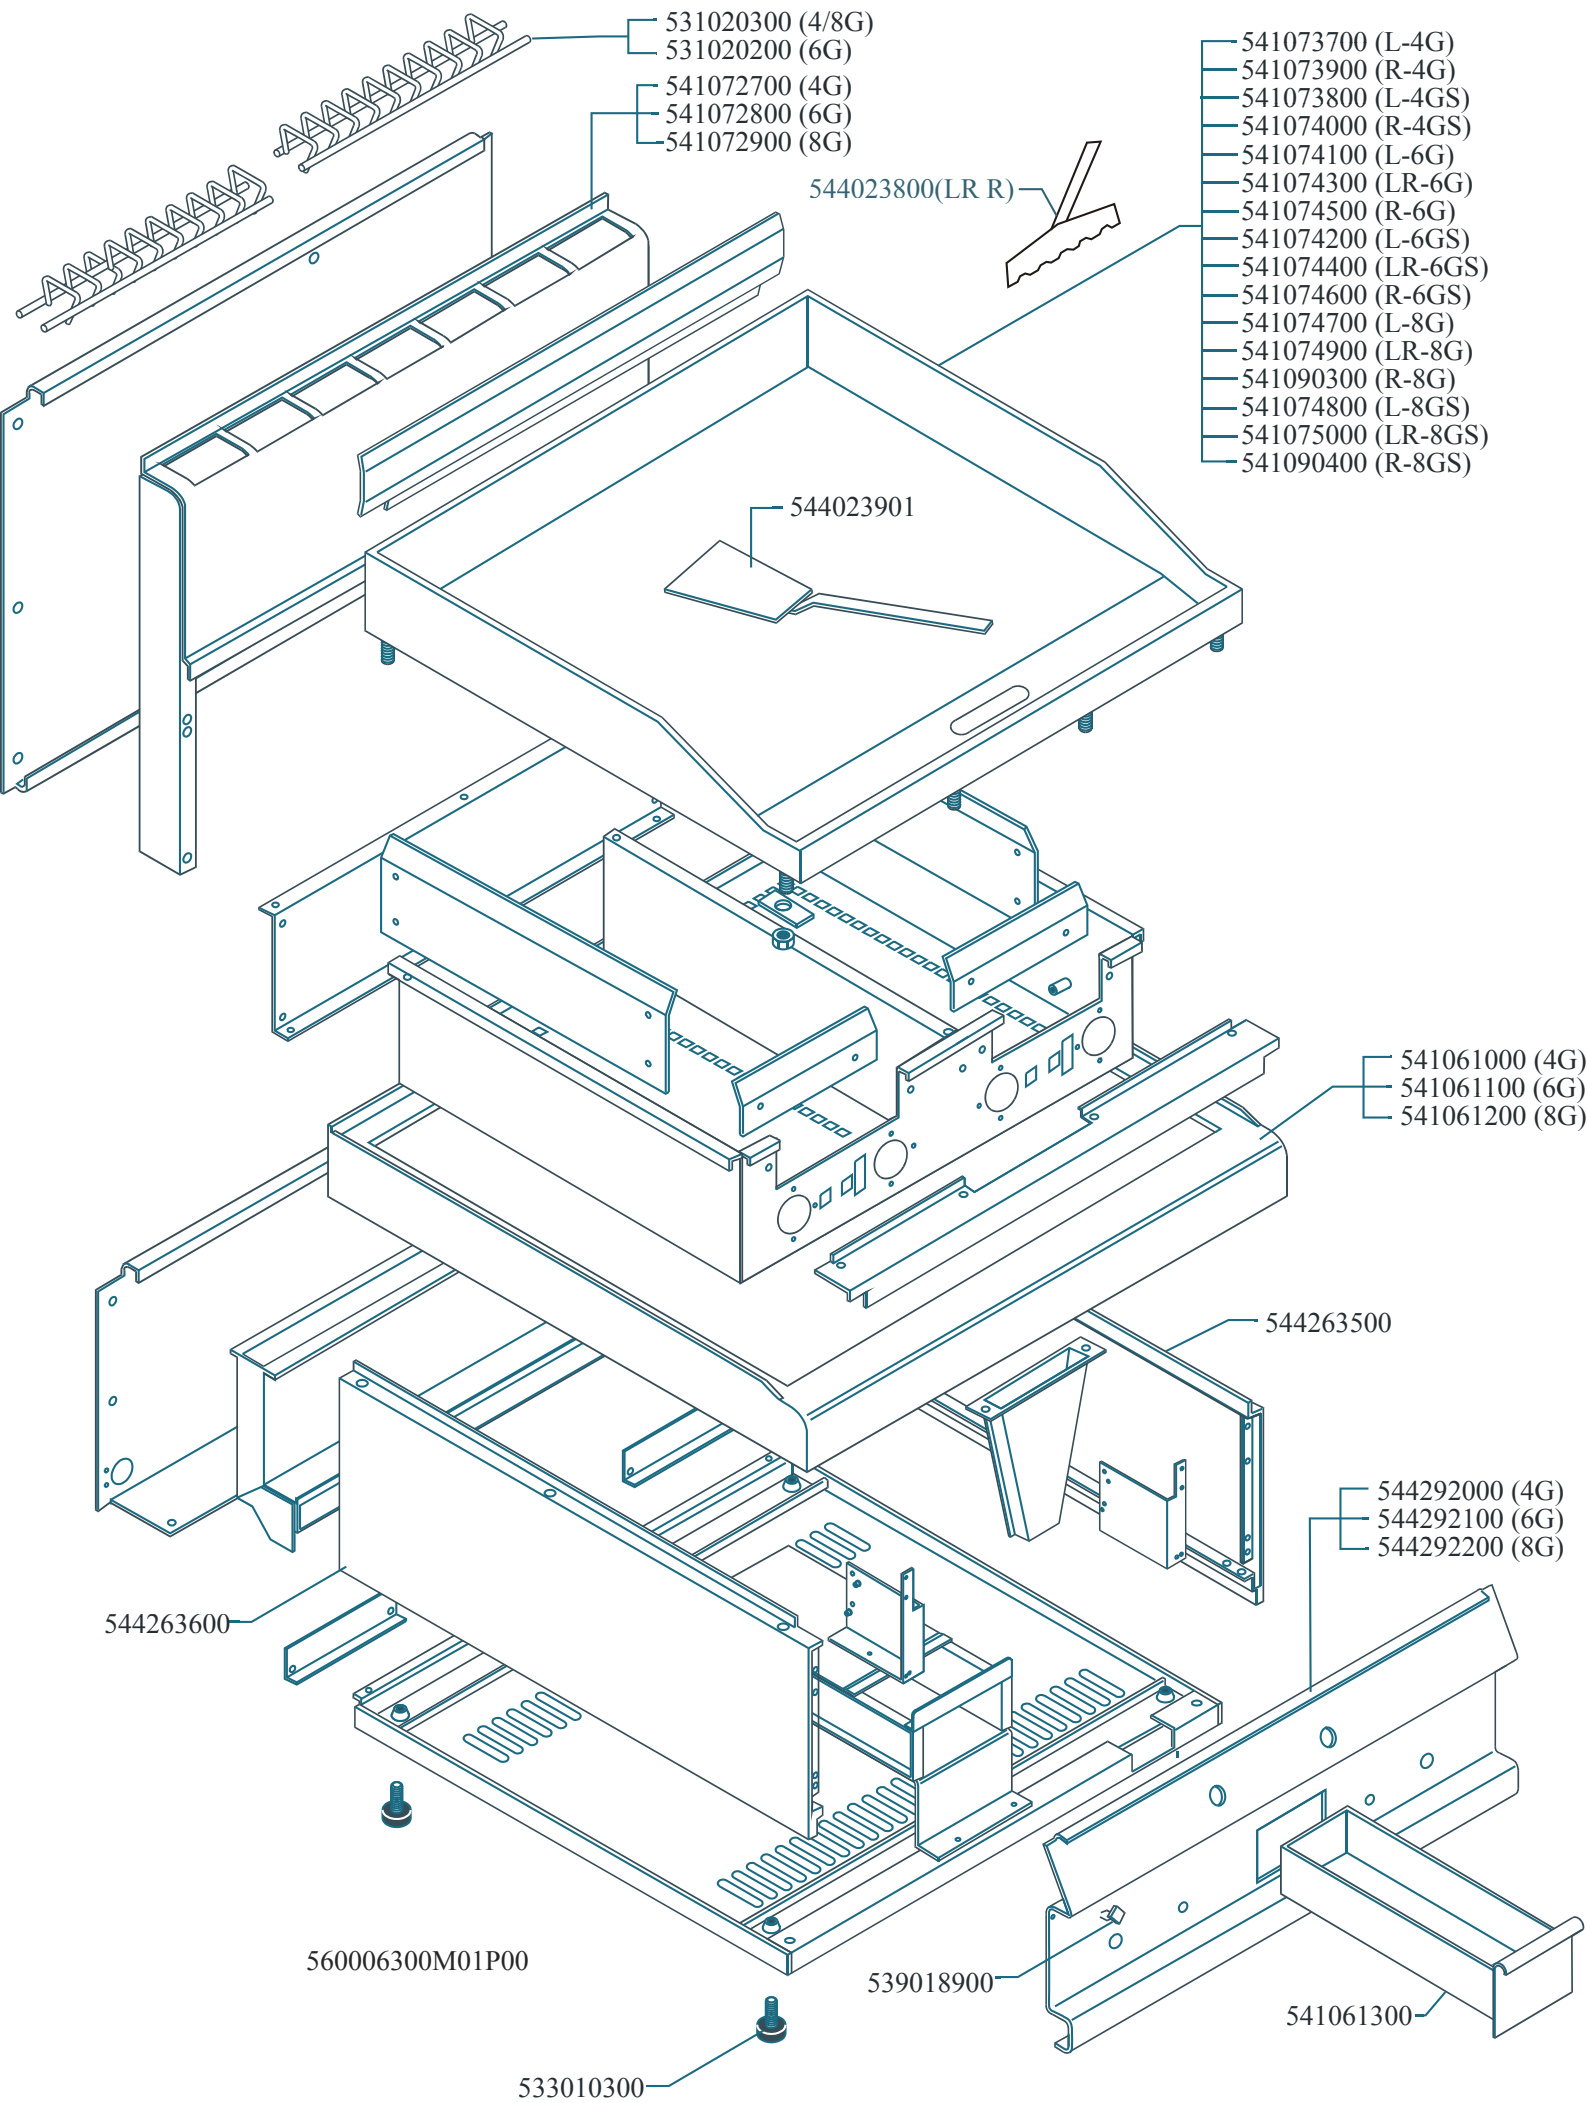 531020300 (4/8G)
531020200 (6G)
541072700 (4G)
541072800 (6G)
541072900 (8G)
544023800(LR R)
541073700 (L-4G)
541073900 (R-4G)
541073800 (L-4GS)
541074000 (R-4GS)
541074100 (L-6G)
541074300 (LR-6G)
541074500 (R-6G)
541074200 (L-6GS)
541074400 (LR-6GS)
541074600 (R-6GS)
541074700 (L-8G)
541074900 (LR-8G)
541090300 (R-8G)
541074800 (L-8GS)
541075000 (LR-8GS)
541090400 (R-8GS)
544023901
541061000 (4G)
541061100 (6G)
541061200 (8G)
544263500
544292000 (4G)
544292100 (6G)
544292200 (8G)
544263600
560006300M01P00
539018900
541061300
533010300